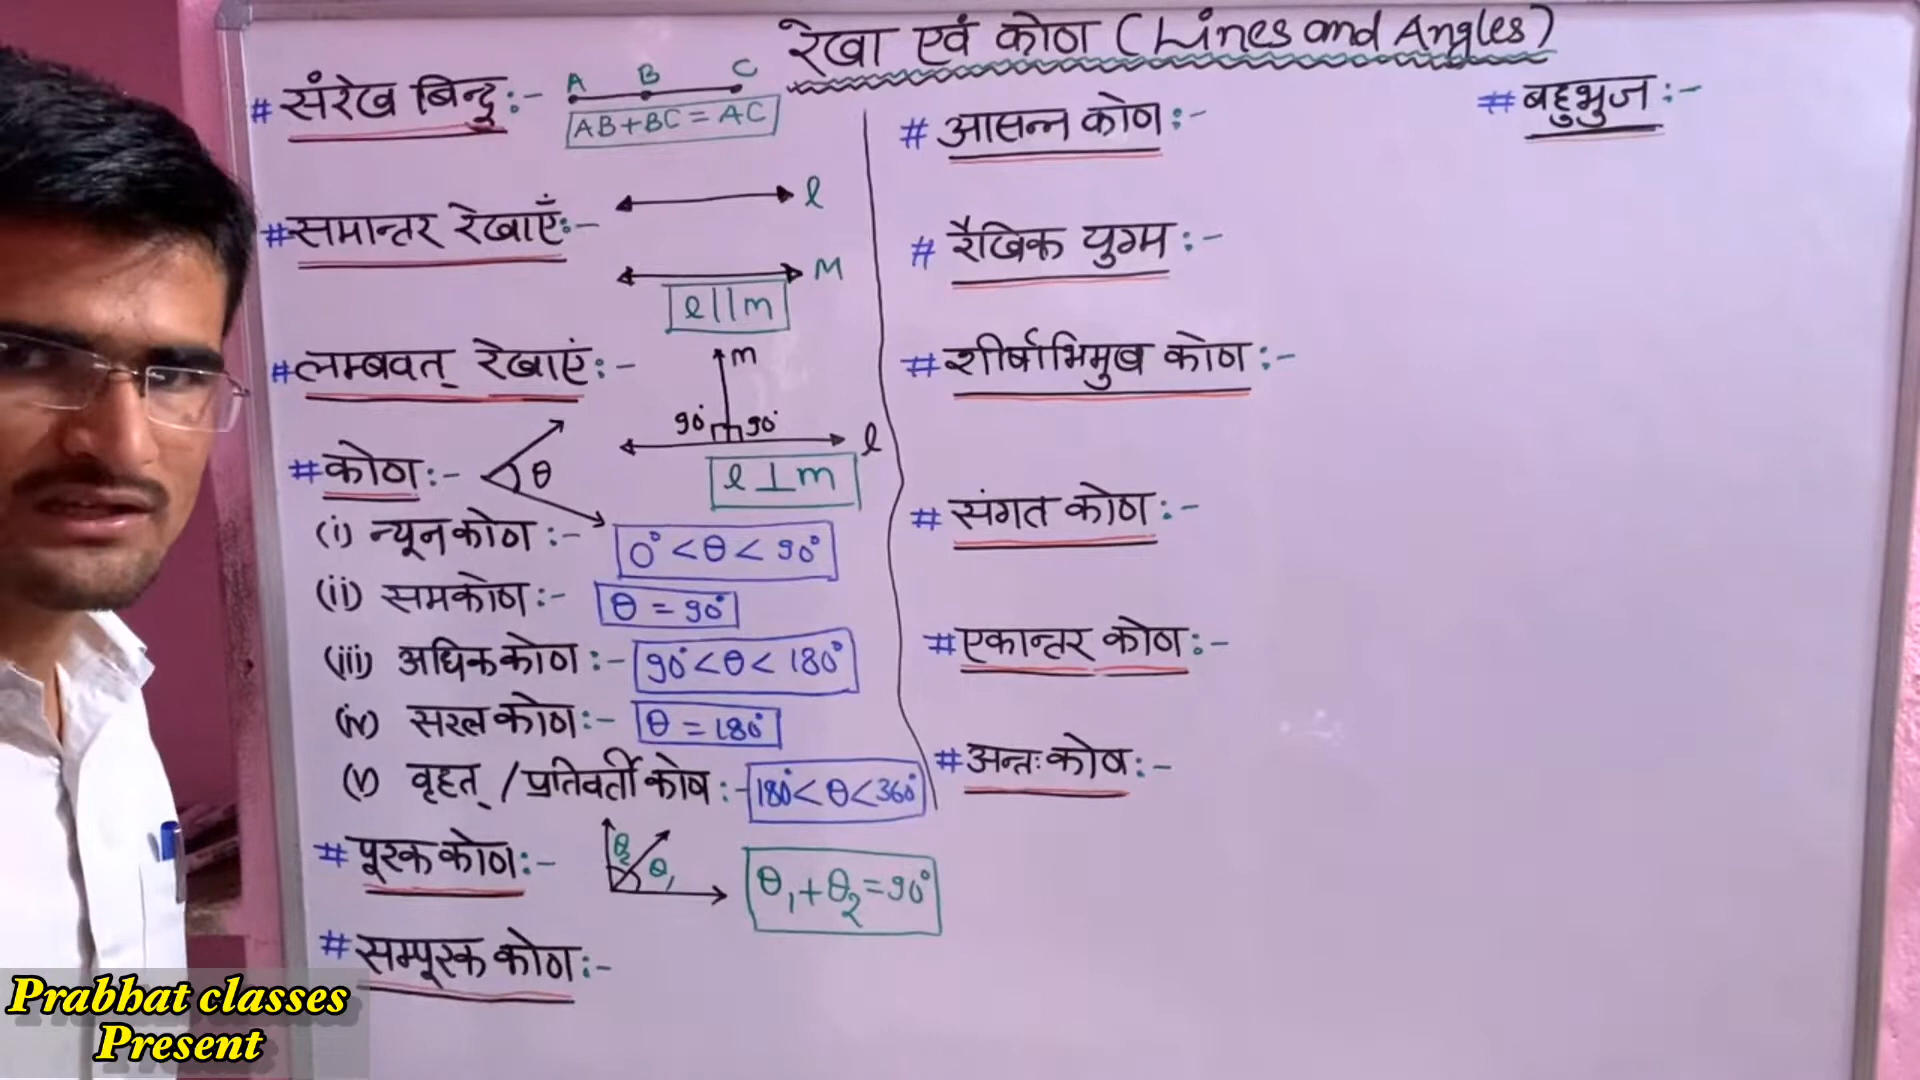 रेखा एवं कोण (Lines and Angles)
# संरेख बिन्दु :-
A B C
AB+BC = AC
# समान्तर रेखाएँ :-
l
M
l||m
# लम्बवत् रेखाएं :-
m
90° 90°
l
l⊥m
# कोण :-
θ
(i) न्यूनकोण :- 0° < θ < 90°
(ii) समकोण :- θ = 90°
(iii) अधिककोण :- 90° < θ < 180°
(iv) सरलकोण :- θ = 180°
(v) वृहत् / प्रतिवर्ती कोण :- 180° < θ < 360°
# पूरक कोण :-
θ₂
θ₁
θ₁+θ₂=90°
# सम्पूरक कोण :-
# आसन्न कोण :-
# रैखिक युग्म :-
# शीर्षाभिमुख कोण :-
# संगत कोण :-
# एकान्तर कोण :-
# अन्तः कोण :-
# बहुभुज :-
Prabhat classes
Present